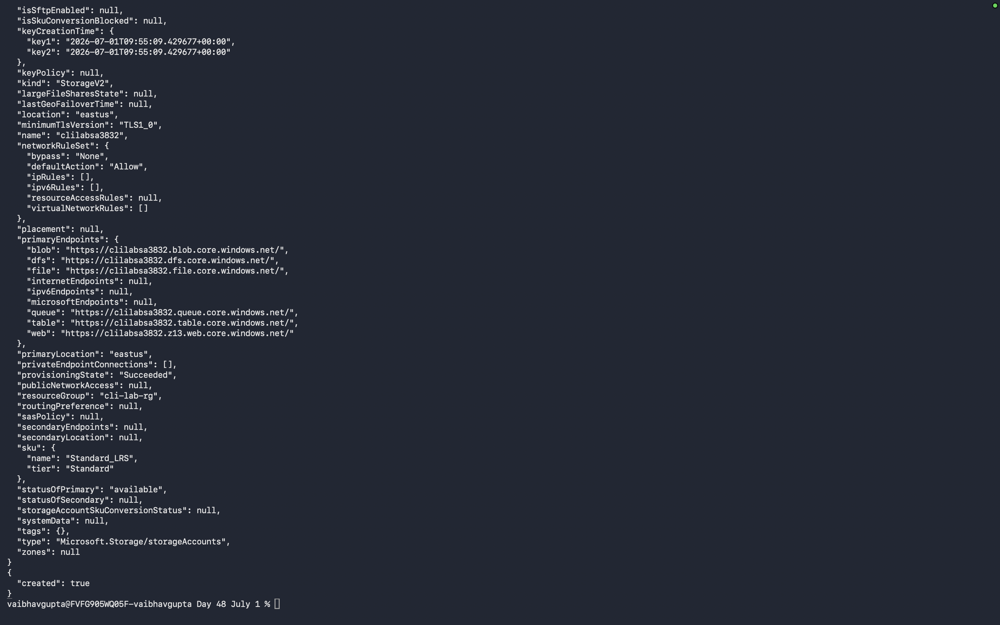 "isSftpEnabled": null,
"isSkuConversionBlocked": null,
"keyCreationTime": {
"key1": "2026-07-01T09:55:09.429677+00:00",
"key2": "2026-07-01T09:55:09.429677+00:00"
},
"keyPolicy": null,
"kind": "StorageV2",
"largeFileSharesState": null,
"lastGeoFailoverTime": null,
"location": "eastus",
"minimumTlsVersion": "TLS1_0",
"name": "clilabsa3832",
"networkRuleSet": {
"bypass": "None",
"defaultAction": "Allow",
"ipRules": [],
"ipv6Rules": [],
"resourceAccessRules": null,
"virtualNetworkRules": []
},
"placement": null,
"primaryEndpoints": {
"blob": "https://clilabsa3832.blob.core.windows.net/",
"dfs": "https://clilabsa3832.dfs.core.windows.net/",
"file": "https://clilabsa3832.file.core.windows.net/",
"internetEndpoints": null,
"ipv6Endpoints": null,
"microsoftEndpoints": null,
"queue": "https://clilabsa3832.queue.core.windows.net/",
"table": "https://clilabsa3832.table.core.windows.net/",
"web": "https://clilabsa3832.z13.web.core.windows.net/"
},
"primaryLocation": "eastus",
"privateEndpointConnections": [],
"provisioningState": "Succeeded",
"publicNetworkAccess": null,
"resourceGroup": "cli-lab-rg",
"routingPreference": null,
"sasPolicy": null,
"secondaryEndpoints": null,
"secondaryLocation": null,
"sku": {
"name": "Standard_LRS",
"tier": "Standard"
},
"statusOfPrimary": "available",
"statusOfSecondary": null,
"storageAccountSkuConversionStatus": null,
"systemData": null,
"tags": {},
"type": "Microsoft.Storage/storageAccounts",
"zones": null
}
{
"created": true
}
vaibhavgupta@FVFG905WQ05F-vaibhavgupta Day 48 July 1 %